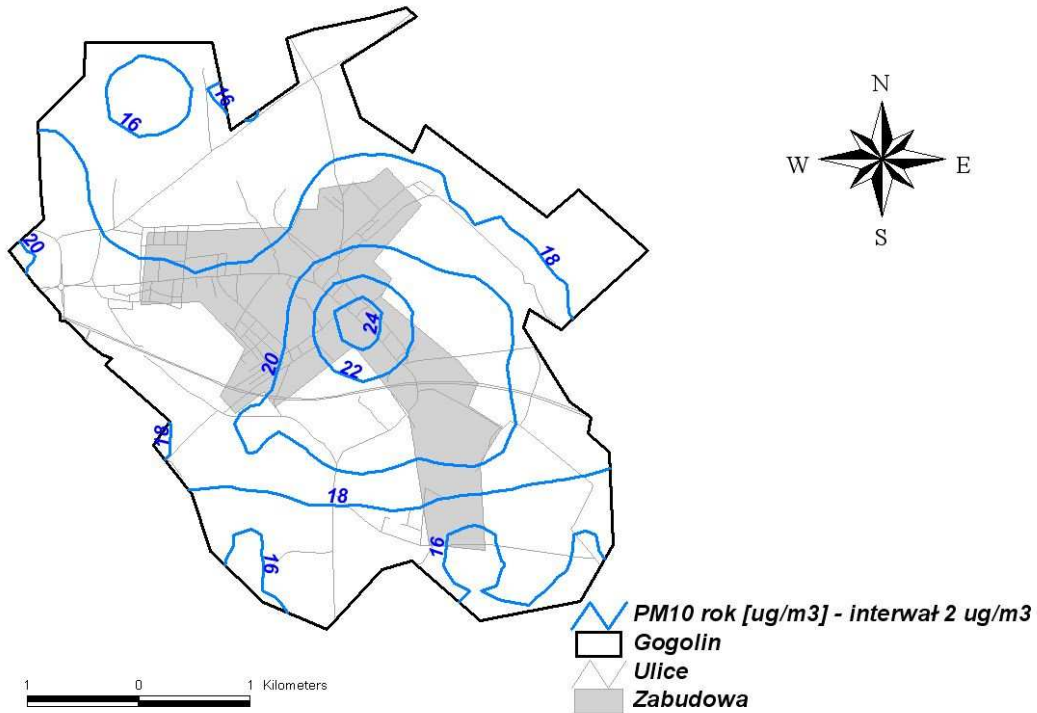 16
16
N
W
E
S
20
18
24
20
22
18
18
16
16
PM10 rok [ug/m3] - interwał 2 ug/m3
Gogolin
Ulice
Zabudowa
1 0 1 Kilometers